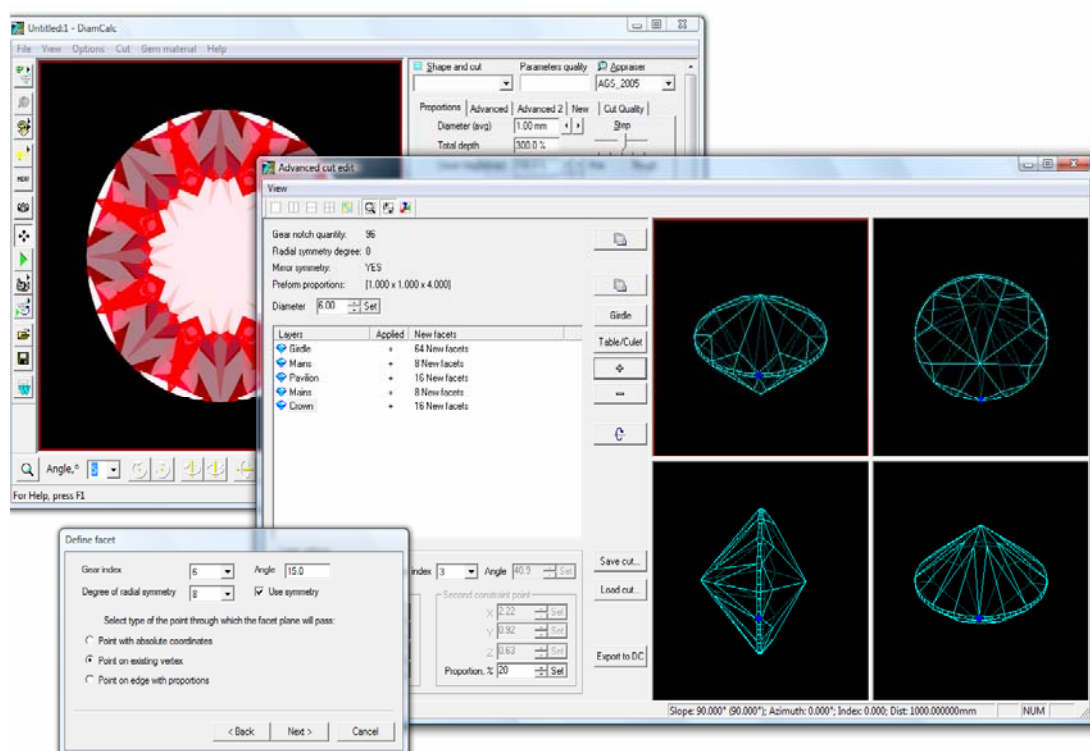 Untitled:1 - DiamCalc
File View Options Cut Gem material Help
Shape and cut Parameters quality Appraiser
AGS_2005
Proportions Advanced Advanced 2 New Cut Quality
Diameter (avg) 1.00 mm Step
Total depth 300.0 %
HDR
Angle,°
For Help, press F1
Advanced cut edit
View
Gear notch quantity: 96
Radial symmetry degree: 8
Mirror symmetry: YES
Preform proportions: [1.000 x 1.000 x 4.000]
Diameter 6.00 Set
Layers Applied New facets
Girdle + 64 New facets
Mains + 8 New facets
Pavilion + 16 New facets
Mains + 8 New facets
Crown + 16 New facets
Girdle
Table/Culet
index 3 Angle 40.9 Set
Second constraint point
X 2.22 Set
Y 0.92 Set
Z 0.63 Set
Proportion, % 20 Set
Save cut...
Load cut...
Export to DC
Slope: 90.000° (90.000°); Azimuth: 0.000°; Index: 0.000; Dist: 1000.000000mm NUM
Define facet
Gear index 6 Angle 15.0
Degree of radial symmetry 8 Use symmetry
Select type of the point through which the facet plane will pass:
Point with absolute coordinates
Point on existing vertex
Point on edge with proportions
< Back Next > Cancel